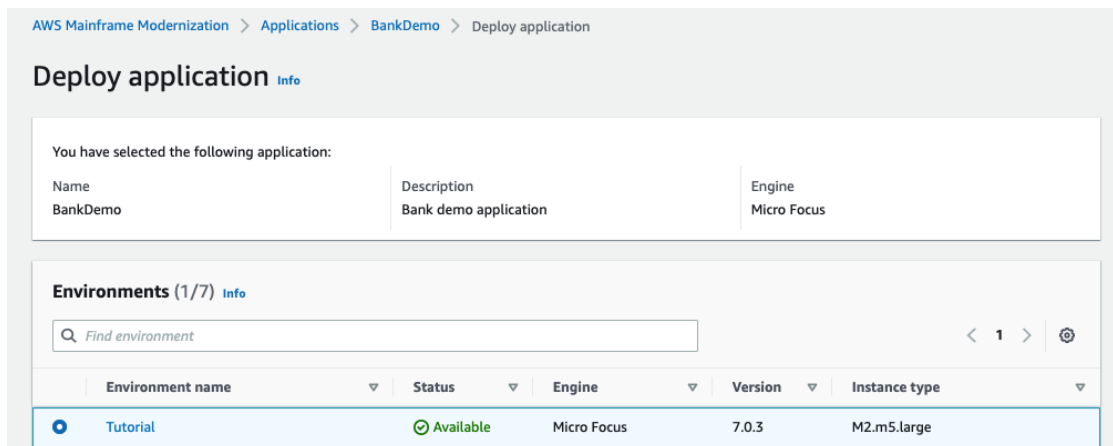 AWS Mainframe Modernization > Applications > BankDemo > Deploy application
Deploy application Info
You have selected the following application:
Name Description Engine
BankDemo Bank demo application Micro Focus
Environments (1/7) Info
Find environment < 1 >
Environment name Status Engine Version Instance type
Tutorial Available Micro Focus 7.0.3 M2.m5.large